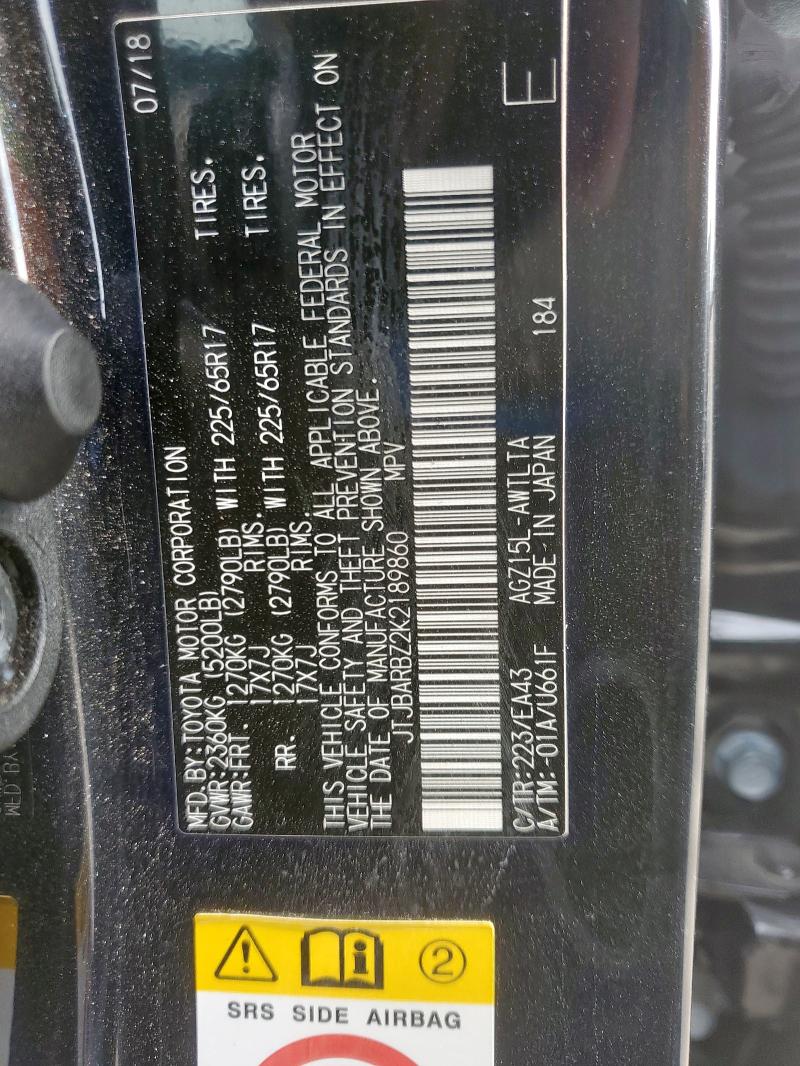 MFD. BY: TOYOTA MOTOR CORPORATION 07/18
GVWR: 2360KG (5200LB)
GAWR: FRT. 1270KG (2790LB) WITH 225/65R17 TIRES.
17X7J RIMS.
RR. 1270KG (2790LB) WITH 225/65R17 TIRES.
17X7J RIMS.
THIS VEHICLE CONFORMS TO ALL APPLICABLE FEDERAL MOTOR
VEHICLE SAFETY AND THEFT PREVENTION STANDARDS IN EFFECT ON
THE DATE OF MANUFACTURE SHOWN ABOVE.
JTJBARBZ2K2189860 MPV
C/TR: 223/EA43 AGZ15L-AWTLTA 184 E
A/TM: -01A/U661F MADE IN JAPAN
2
SRS SIDE AIRBAG